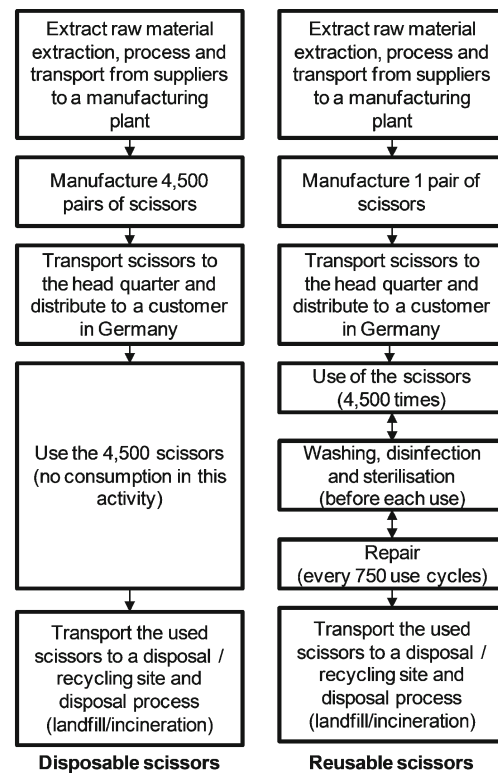 Extract raw material
extraction, process and
transport from suppliers
to a manufacturing
plant
Manufacture 4,500
pairs of scissors
Transport scissors to
the head quarter and
distribute to a customer
in Germany
Use the 4,500 scissors
(no consumption in this
activity)
Transport the used
scissors to a disposal /
recycling site and
disposal process
(landfill/incineration)
Disposable scissors
Extract raw material
extraction, process and
transport from suppliers
to a manufacturing
plant
Manufacture 1 pair of
scissors
Transport scissors to
the head quarter and
distribute to a customer
in Germany
Use of the scissors
(4,500 times)
Washing, disinfection
and sterilisation
(before each use)
Repair
(every 750 use cycles)
Transport the used
scissors to a disposal /
recycling site and
disposal process
(landfill/incineration)
Reusable scissors